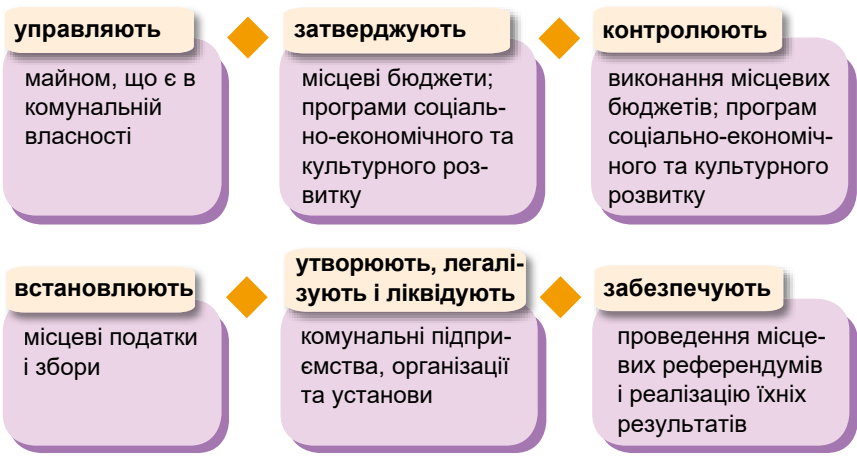 управляють
майном, що є в
комунальній
власності
затверджують
місцеві бюджети;
програми соціаль-
но-економічного та
культурного роз-
витку
контролюють
виконання місцевих
бюджетів; програм
соціально-економіч-
ного та культурного
розвитку
встановлюють
місцеві податки
і збори
утворюють, легалі-
зують і ліквідують
комунальні підпри-
ємства, організації
та установи
забезпечують
проведення місце-
вих референдумів
і реалізацію їхніх
результатів